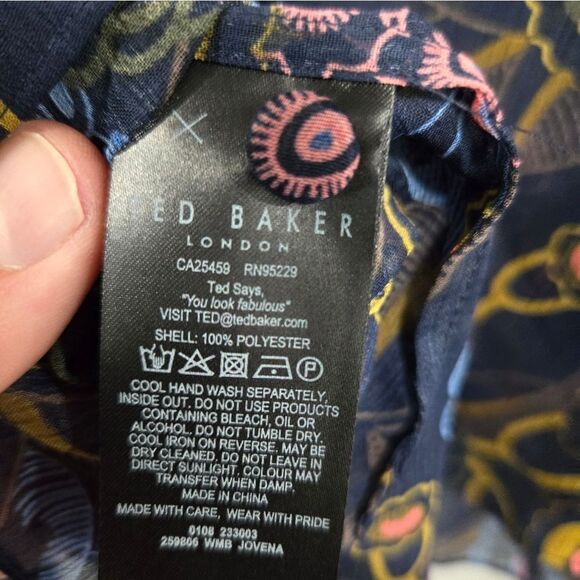 TED BAKER
LONDON
CA25459 RN95229
Ted Says,
"You look fabulous"
VISIT TED@tedbaker.com
SHELL: 100% POLYESTER
P
COOL HAND WASH SEPARATELY,
INSIDE OUT. DO NOT USE PRODUCTS
CONTAINING BLEACH, OIL OR
ALCOHOL. DO NOT TUMBLE DRY.
COOL IRON ON REVERSE. MAY BE
DRY CLEANED. DO NOT LEAVE IN
DIRECT SUNLIGHT. COLOUR MAY
TRANSFER WHEN DAMP.
MADE IN CHINA
MADE WITH CARE, WEAR WITH PRIDE
0108 233003
259806 WMB JOVENA